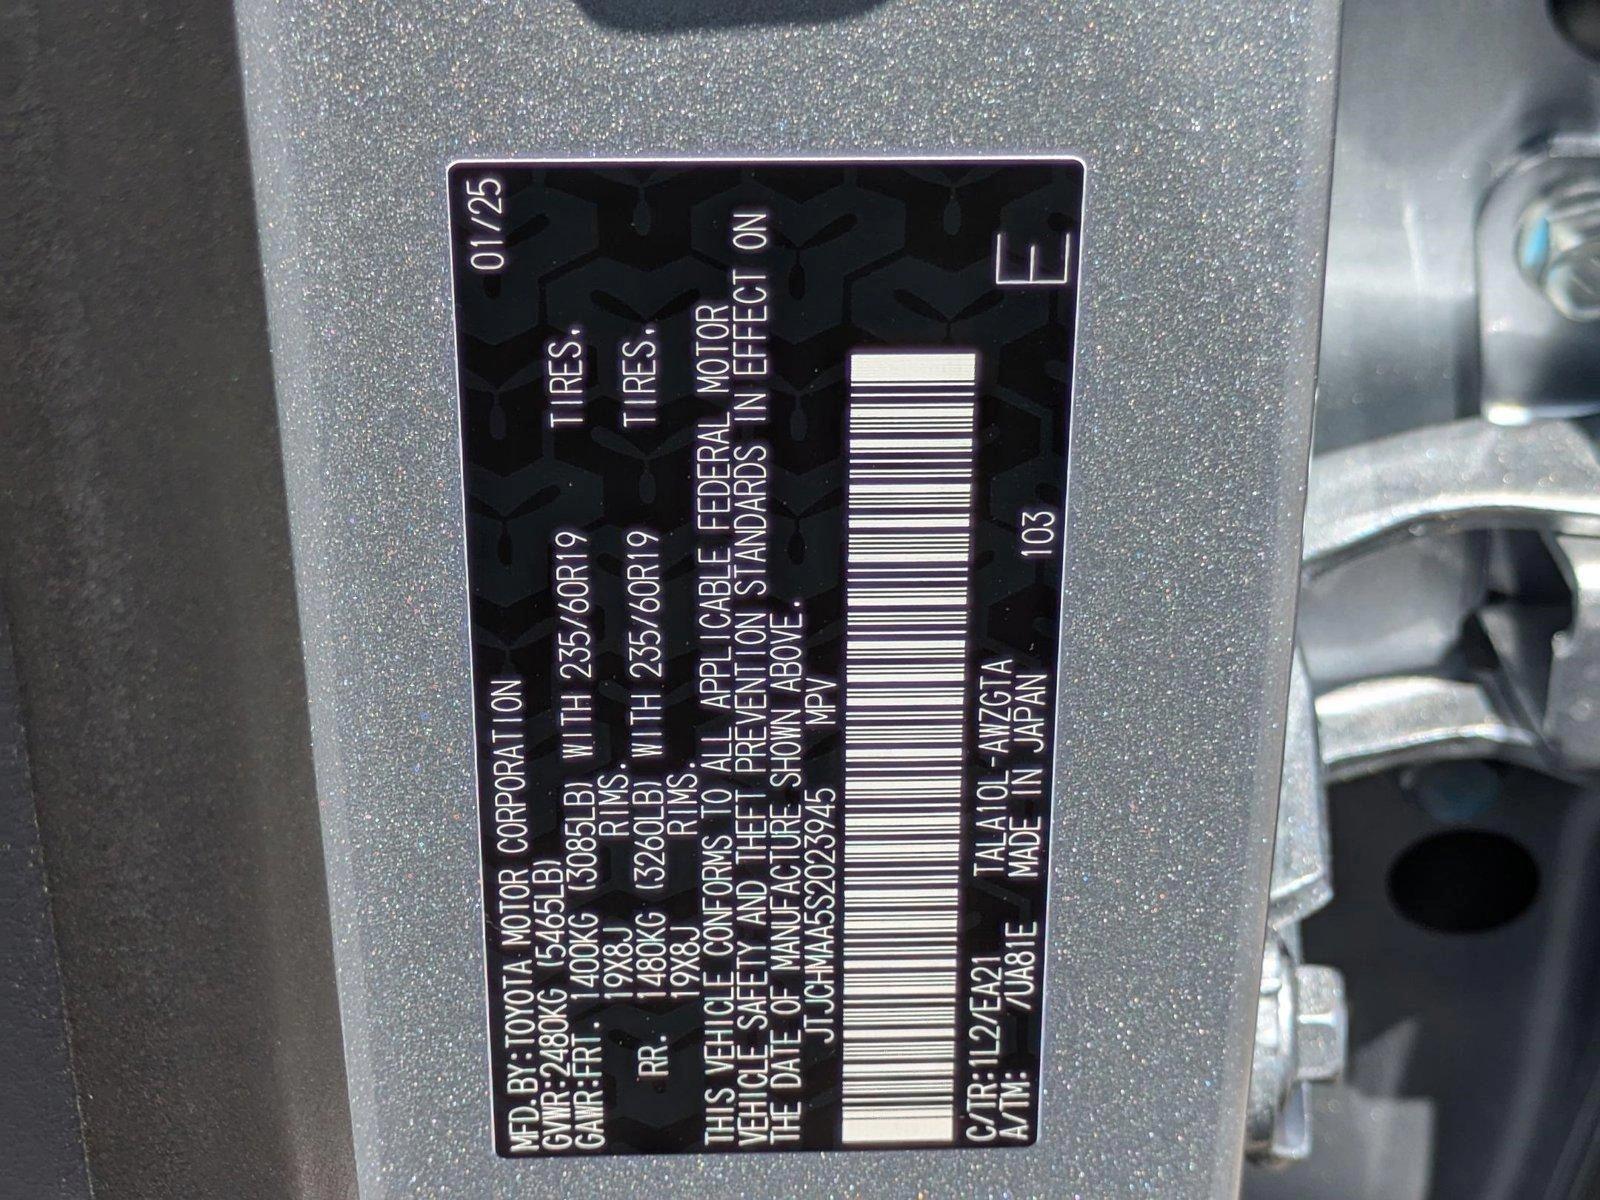 MFD.BY:TOYOTA MOTOR CORPORATION 01/25
GVWR:2480KG (5465LB)
GAWR:FRT. 1400KG (3085LB) WITH 235/60R19 TIRES.
19X8J RIMS.
RR. 1480KG (3260LB) WITH 235/60R19 TIRES.
19X8J RIMS.
THIS VEHICLE CONFORMS TO ALL APPLICABLE FEDERAL MOTOR
VEHICLE SAFETY AND THEFT PREVENTION STANDARDS IN EFFECT ON
THE DATE OF MANUFACTURE SHOWN ABOVE.
JTJCHMAA5S2023945 MPV
C/TR:1L2/EA21 TALA10L-AWZGTA
A/TM: /UA81E MADE IN JAPAN 103
E